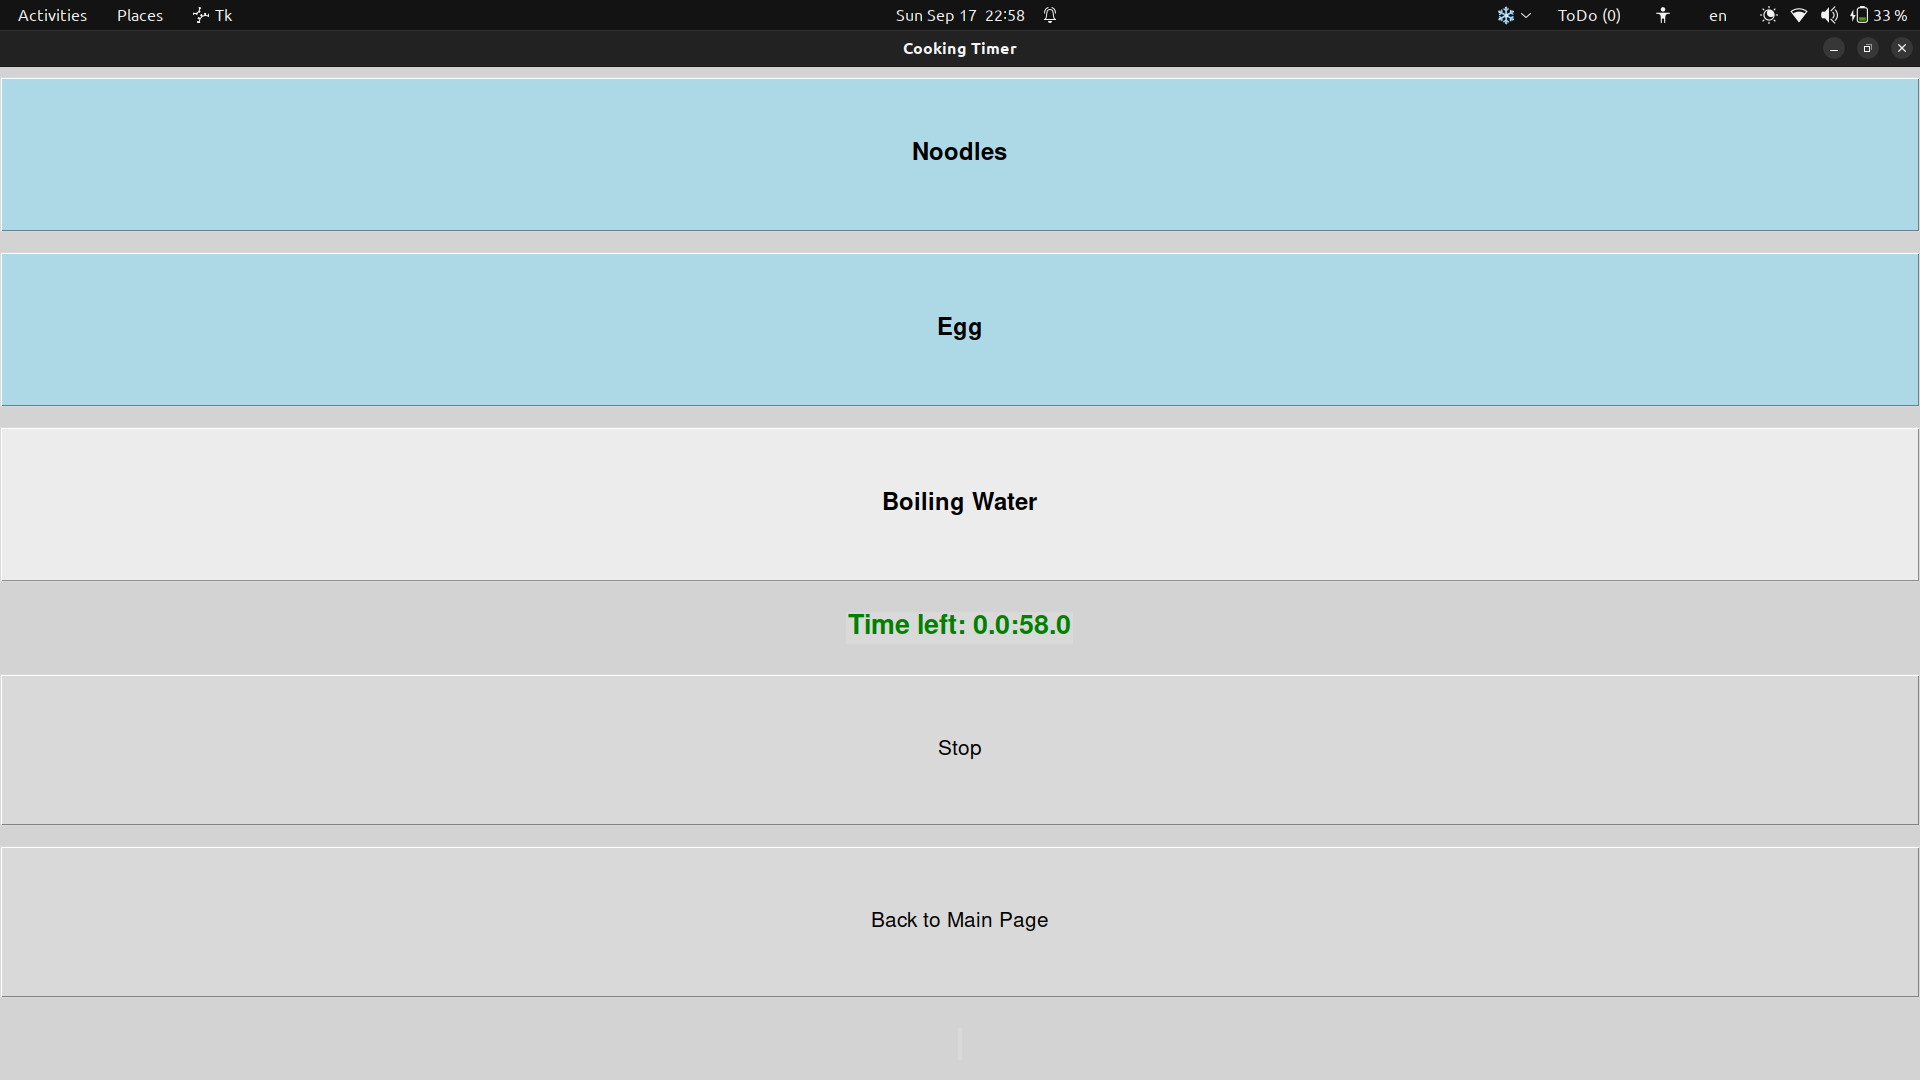 Activities Places Tk Sun Sep 17 22:58 ToDo (0) en 33 %
Cooking Timer
Noodles
Egg
Boiling Water
Time left: 0.0:58.0
Stop
Back to Main Page